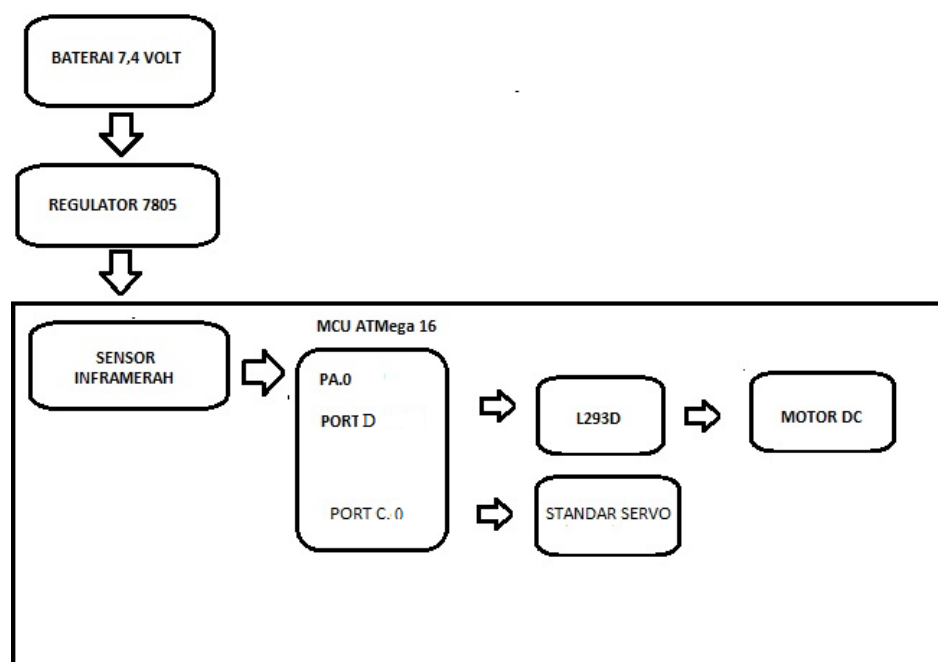 BATERAI 7,4 VOLT
REGULATOR 7805
MCU ATMega 16
SENSOR
INFRAMERAH
PA.0
PORT D
L293D
MOTOR DC
PORT C. 0
STANDAR SERVO